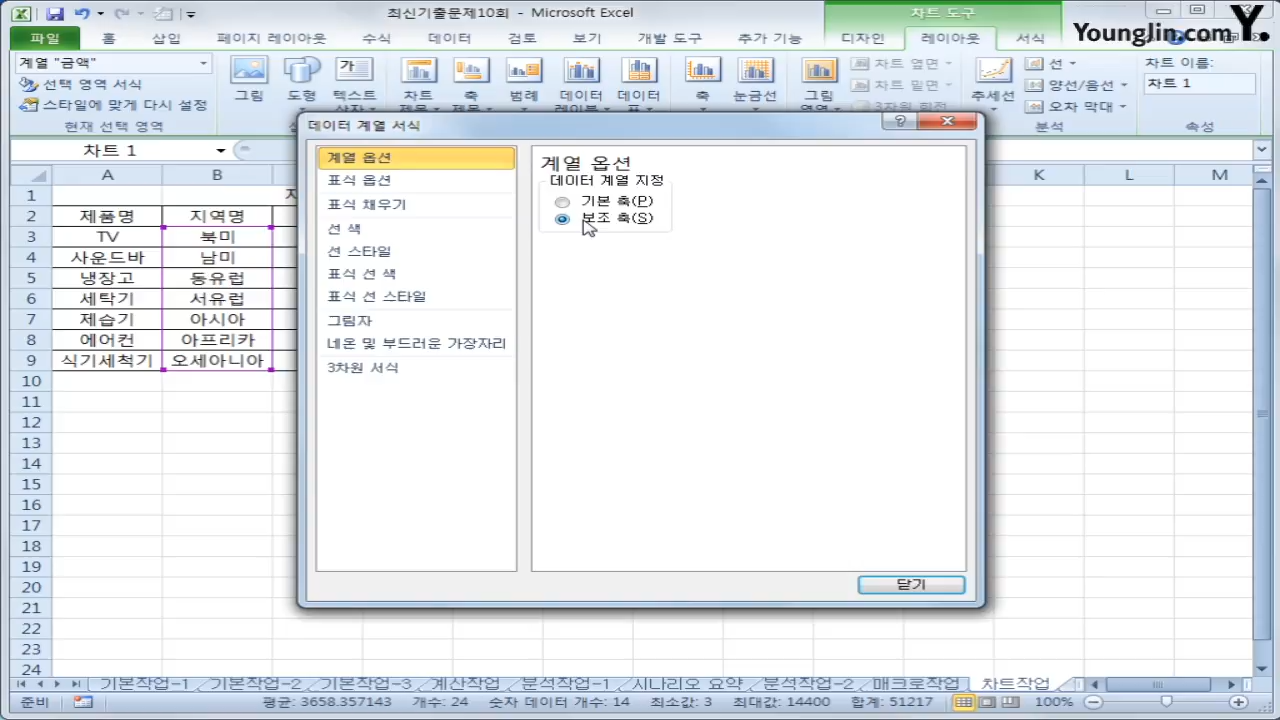 최신기출문제10회 - Microsoft Excel
차트 도구
YoungJin.com Y.
파일 홈 삽입 페이지 레이아웃 수식 데이터 검토 보기 개발 도구 추가 기능 디자인 레이아웃 서식
계열 "금액"
선택 영역 서식
스타일에 맞게 다시 설정
현재 선택 영역
그림 도형 텍스트
차트 축 범례 데이터 데이터
축 눈금선
그림
차트 옆면
차트 밑면
3차원 회전
추세선
선
양선/음선
오차 막대
분석
차트 이름:
차트 1
속성
차트 1
A B K L M
1
2 제품명 지역명
3 TV 북미
4 사운드바 남미
5 냉장고 동유럽
6 세탁기 서유럽
7 제습기 아시아
8 에어컨 아프리카
9 식기세척기 오세아니아
10
11
12
13
14
15
16
17
18
19
20
21
22
23
24
데이터 계열 서식
계열 옵션
표식 옵션
표식 채우기
선 색
선 스타일
표식 선 색
표식 선 스타일
그림자
네온 및 부드러운 가장자리
3차원 서식
계열 옵션
데이터 계열 지정
기본 축(P)
보조 축(S)
닫기
기본작업-1 기본작업-2 기본작업-3 계산작업 분석작업-1 시나리오 요약 분석작업-2 매크로작업 차트작업
준비 평균: 3658.357143 개수: 24 숫자 데이터 개수: 14 최소값: 3 최대값: 14400 합계: 51217 100%